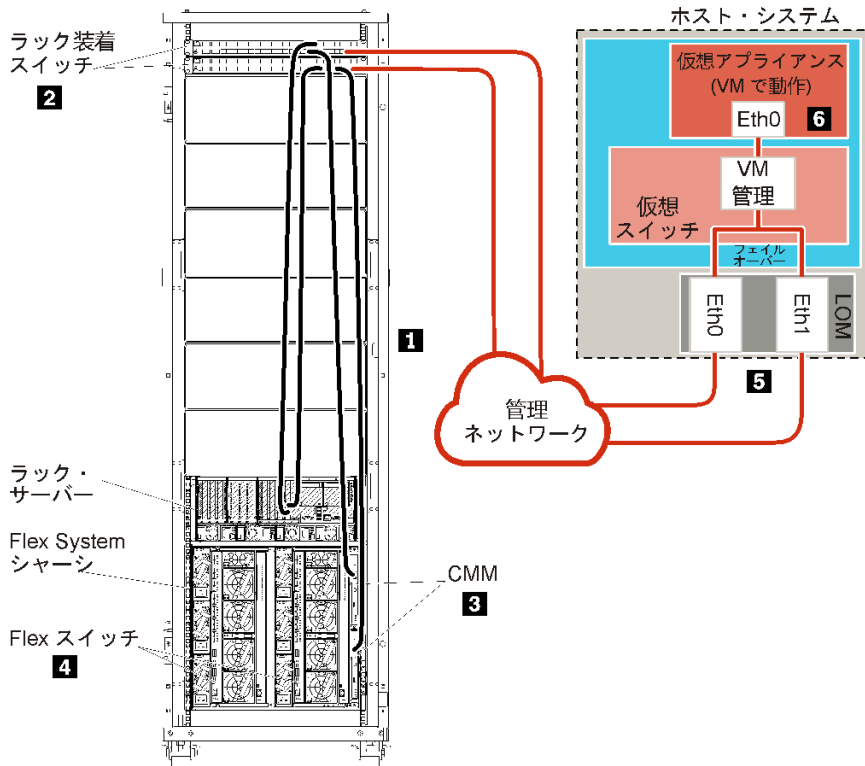 ラック装着
スイッチ
2
ホスト・システム
仮想アプライアンス
(VM で動作)
Eth0
6
VM
管理
仮想
スイッチ
フェイル
オーバー
Eth0
Eth1
LOM
5
1
管理
ネットワーク
ラック・
サーバー
Flex System
シャーシ
CMM
3
Flex スイッチ
4